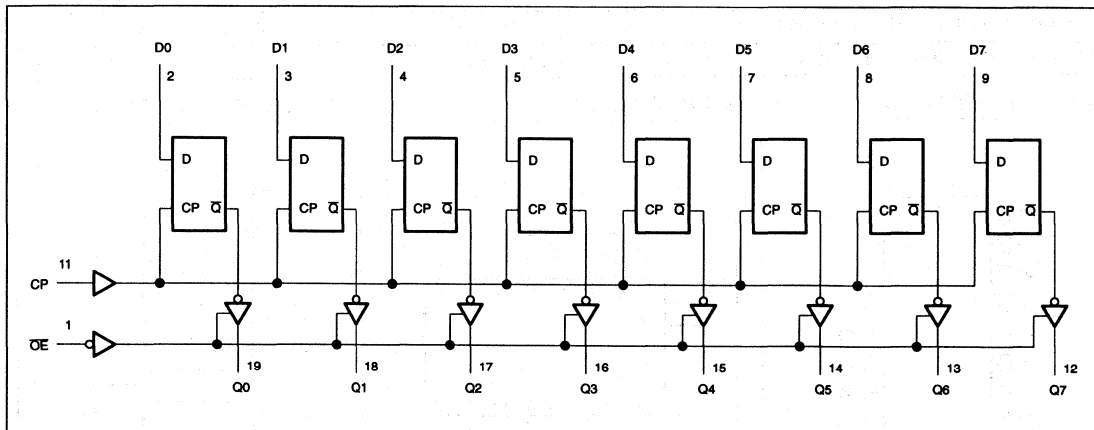 D0 D1 D2 D3 D4 D5 D6 D7
2 3 4 5 6 7 8 9
D D D D D D D D
CP Q̅ CP Q̅ CP Q̅ CP Q̅ CP Q̅ CP Q̅ CP Q̅ CP Q̅
11
CP
1
O̅E̅
19 18 17 16 15 14 13 12
Q0 Q1 Q2 Q3 Q4 Q5 Q6 Q7